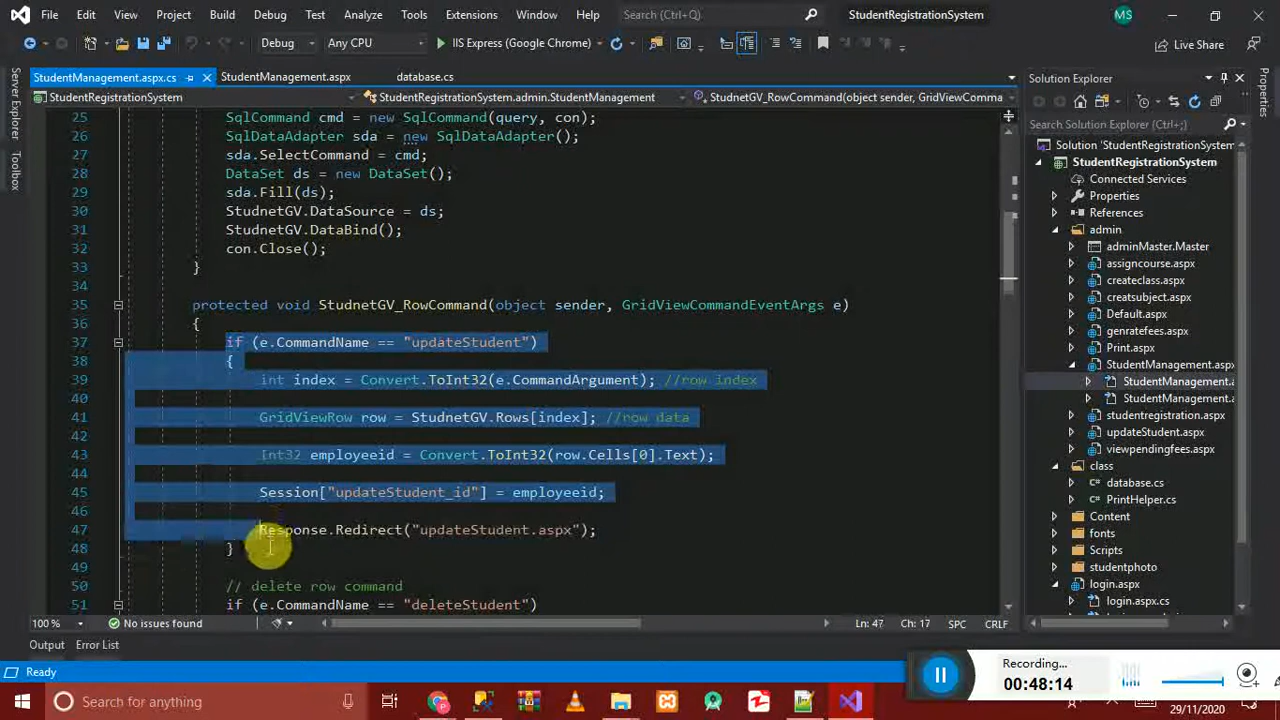 File Edit View Project Build Debug Test Analyze Tools Extensions Window Help Search (Ctrl+Q) StudentRegistrationSystem MS
Debug Any CPU IIS Express (Google Chrome) Live Share
StudentManagement.aspx.cs StudentManagement.aspx database.cs
StudentRegistrationSystem StudentRegistrationSystem.admin.StudentManagement StudnetGV_RowCommand(object sender, GridViewComma
25 SqlCommand cmd = new SqlCommand(query, con);
26 SqlDataAdapter sda = new SqlDataAdapter();
27 sda.SelectCommand = cmd;
28 DataSet ds = new DataSet();
29 sda.Fill(ds);
30 StudnetGV.DataSource = ds;
31 StudnetGV.DataBind();
32 con.Close();
33 }
34
35 protected void StudnetGV_RowCommand(object sender, GridViewCommandEventArgs e)
36 {
37 if (e.CommandName == "updateStudent")
38 {
39 int index = Convert.ToInt32(e.CommandArgument); //row index
40
41 GridViewRow row = StudnetGV.Rows[index]; //row data
42
43 Int32 employeeid = Convert.ToInt32(row.Cells[0].Text);
44
45 Session["updateStudent_id"] = employeeid;
46
47 Response.Redirect("updateStudent.aspx");
48 }
49
50 // delete row command
51 if (e.CommandName == "deleteStudent")
100 % No issues found Ln: 47 Ch: 17 SPC CRLF
Output Error List
Ready
Server Explorer
Toolbox
Solution Explorer
Search Solution Explorer (Ctrl+;)
Solution 'StudentRegistrationSystem
StudentRegistrationSystem
Connected Services
Properties
References
admin
adminMaster.Master
assigncourse.aspx
createclass.aspx
creatsubject.aspx
Default.aspx
genratefees.aspx
Print.aspx
StudentManagement.aspx
StudentManagement.a
StudentManagement.a
studentregistration.aspx
updateStudent.aspx
viewpendingfees.aspx
class
database.cs
PrintHelper.cs
Content
fonts
Scripts
studentphoto
login.aspx
login.aspx.cs
Properties
Recording...
00:48:14
Search for anything
29/11/2020